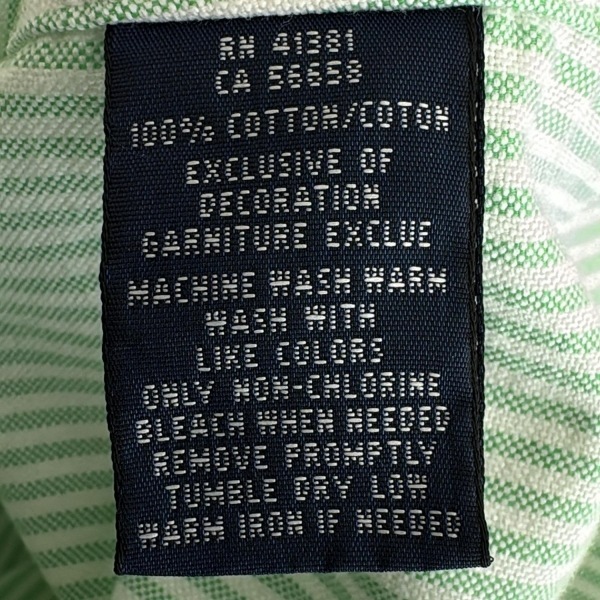 RN 41381
CA 56658
100% COTTON/COTON
EXCLUSIVE OF
DECORATION
GARNITURE EXCLUE
MACHINE WASH WARM
WASH WITH
LIKE COLORS
ONLY NON-CHLORINE
BLEACH WHEN NEEDED
REMOVE PROMPTLY
TUMBLE DRY LOW
WARM IRON IF NEEDED